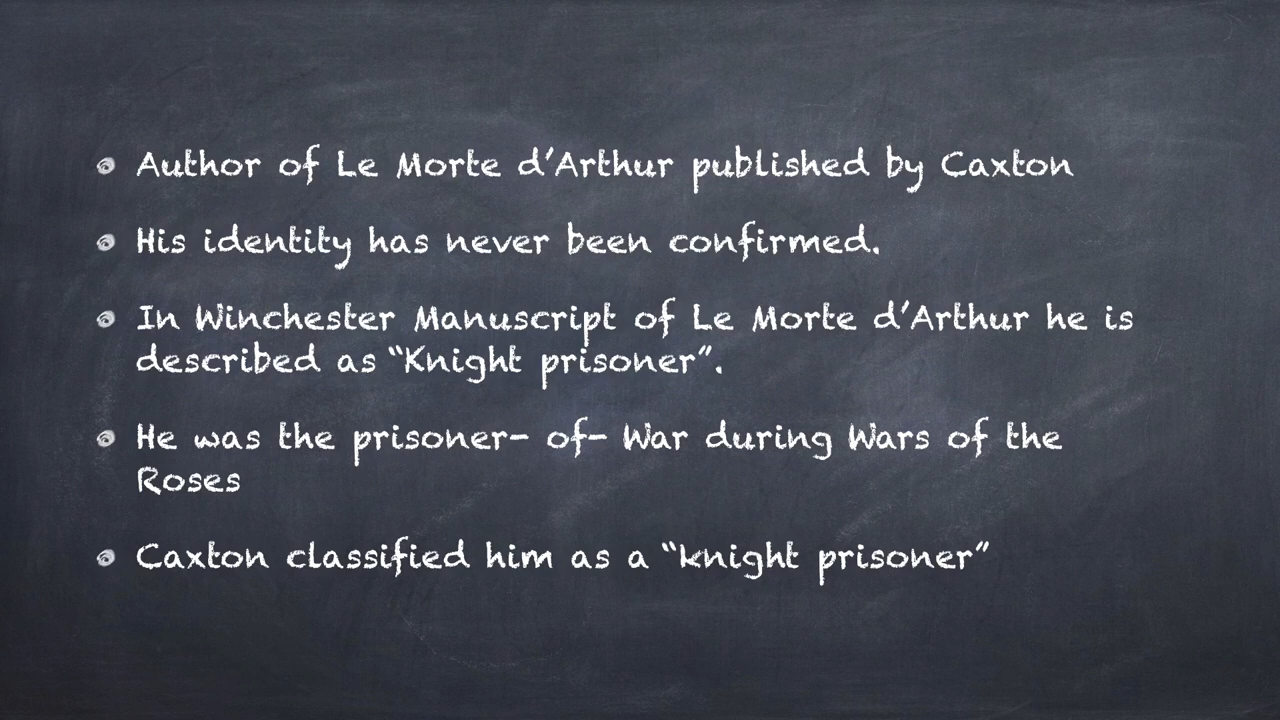 Author of Le Morte d’Arthur published by Caxton
His identity has never been confirmed.
In Winchester Manuscript of Le Morte d’Arthur he is
described as “Knight prisoner”.
He was the prisoner- of- War during Wars of the
Roses
Caxton classified him as a “knight prisoner”